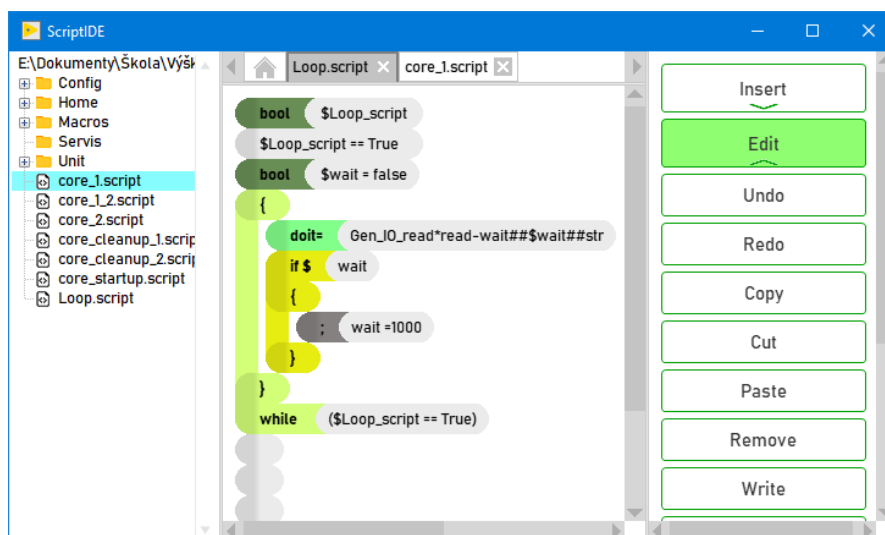 ScriptIDE
E:\Dokumenty\Škola\Výšk
Config
Home
Macros
Servis
Unit
core_1.script
core_1_2.script
core_2.script
core_cleanup_1.scrip
core_cleanup_2.scrip
core_startup.script
Loop.script
Loop.script core_1.script
bool $Loop_script
$Loop_script == True
bool $wait = false
{
doit= Gen_IO_read*read-wait##$wait##str
if $ wait
{
; wait =1000
}
}
while ($Loop_script == True)
Insert
Edit
Undo
Redo
Copy
Cut
Paste
Remove
Write